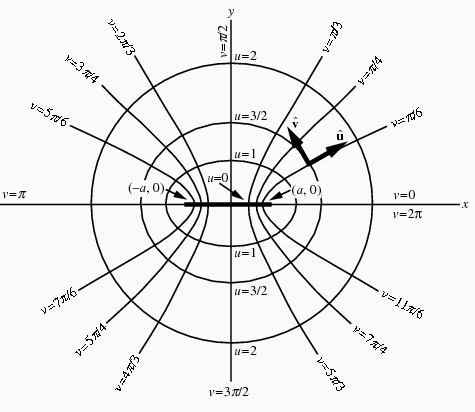 y
v=π/2
v=2π/3
v=π/3
u=2
v=3π/4
v=π/4
v=5π/6
u=3/2
v̂
v=π/6
û
u=1
u=0
v=π
(−a, 0)
(a, 0)
v=0
x
v=2π
u=1
v=7π/6
u=3/2
v=11π/6
v=5π/4
u=2
v=7π/4
v=4π/3
v=5π/3
v=3π/2